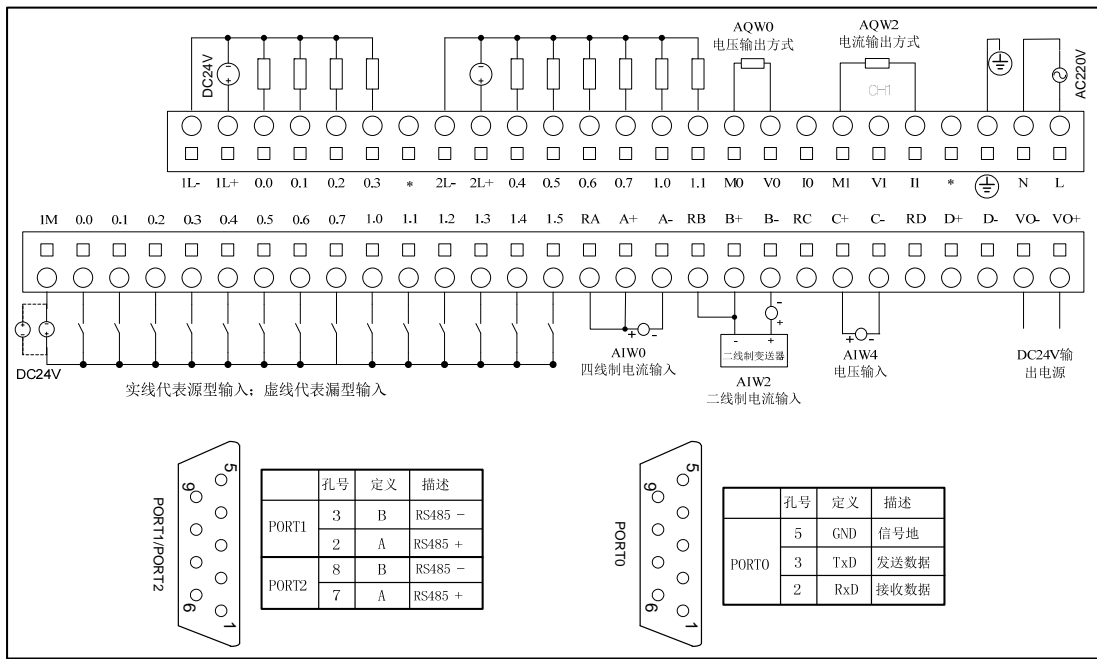 AQW0
电压输出方式
AQW2
电流输出方式
DC24V
CH1
AC220V
1L- 1L+ 0.0 0.1 0.2 0.3 * 2L- 2L+ 0.4 0.5 0.6 0.7 1.0 1.1 M0 V0 I0 M1 V1 I1 * N L
1M 0.0 0.1 0.2 0.3 0.4 0.5 0.6 0.7 1.0 1.1 1.2 1.3 1.4 1.5 RA A+ A- RB B+ B- RC C+ C- RD D+ D- VO- VO+
DC24V
实线代表源型输入；虚线代表漏型输入
AIW0
四线制电流输入
二线制变送器
AIW2
二线制电流输入
AIW4
电压输入
DC24V输
出电源
PORT1/PORT2
5
9
6
1
孔号 定义 描述
PORT1 3 B RS485 -
2 A RS485 +
PORT2 8 B RS485 -
7 A RS485 +
PORT0
5
9
6
1
孔号 定义 描述
PORT0 5 GND 信号地
3 TxD 发送数据
2 RxD 接收数据